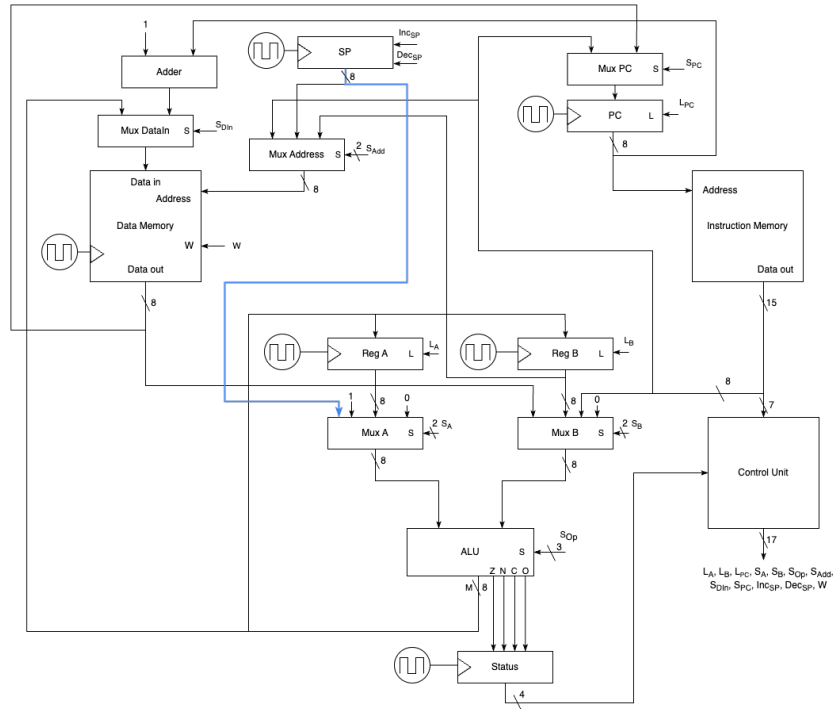 1
Adder
Mux DataIn
S
S_DIn
Data in
Address
Data Memory
W
W
Data out
8
SP
Inc_SP
Dec_SP
8
Mux Address
S
2
S_Add
8
Mux PC
S
S_PC
PC
L
L_PC
8
Address
Instruction Memory
Data out
15
Reg A
L
L_A
Reg B
L
L_B
1
8
0
Mux A
S
2
S_A
8
8
0
Mux B
S
2
S_B
8
8
7
Control Unit
17
L_A, L_B, L_PC, S_A, S_B, S_Op, S_Add,
S_DIn, S_PC, Inc_SP, Dec_SP, W
ALU
S
S_Op
3
Z N C O
M
8
Status
4